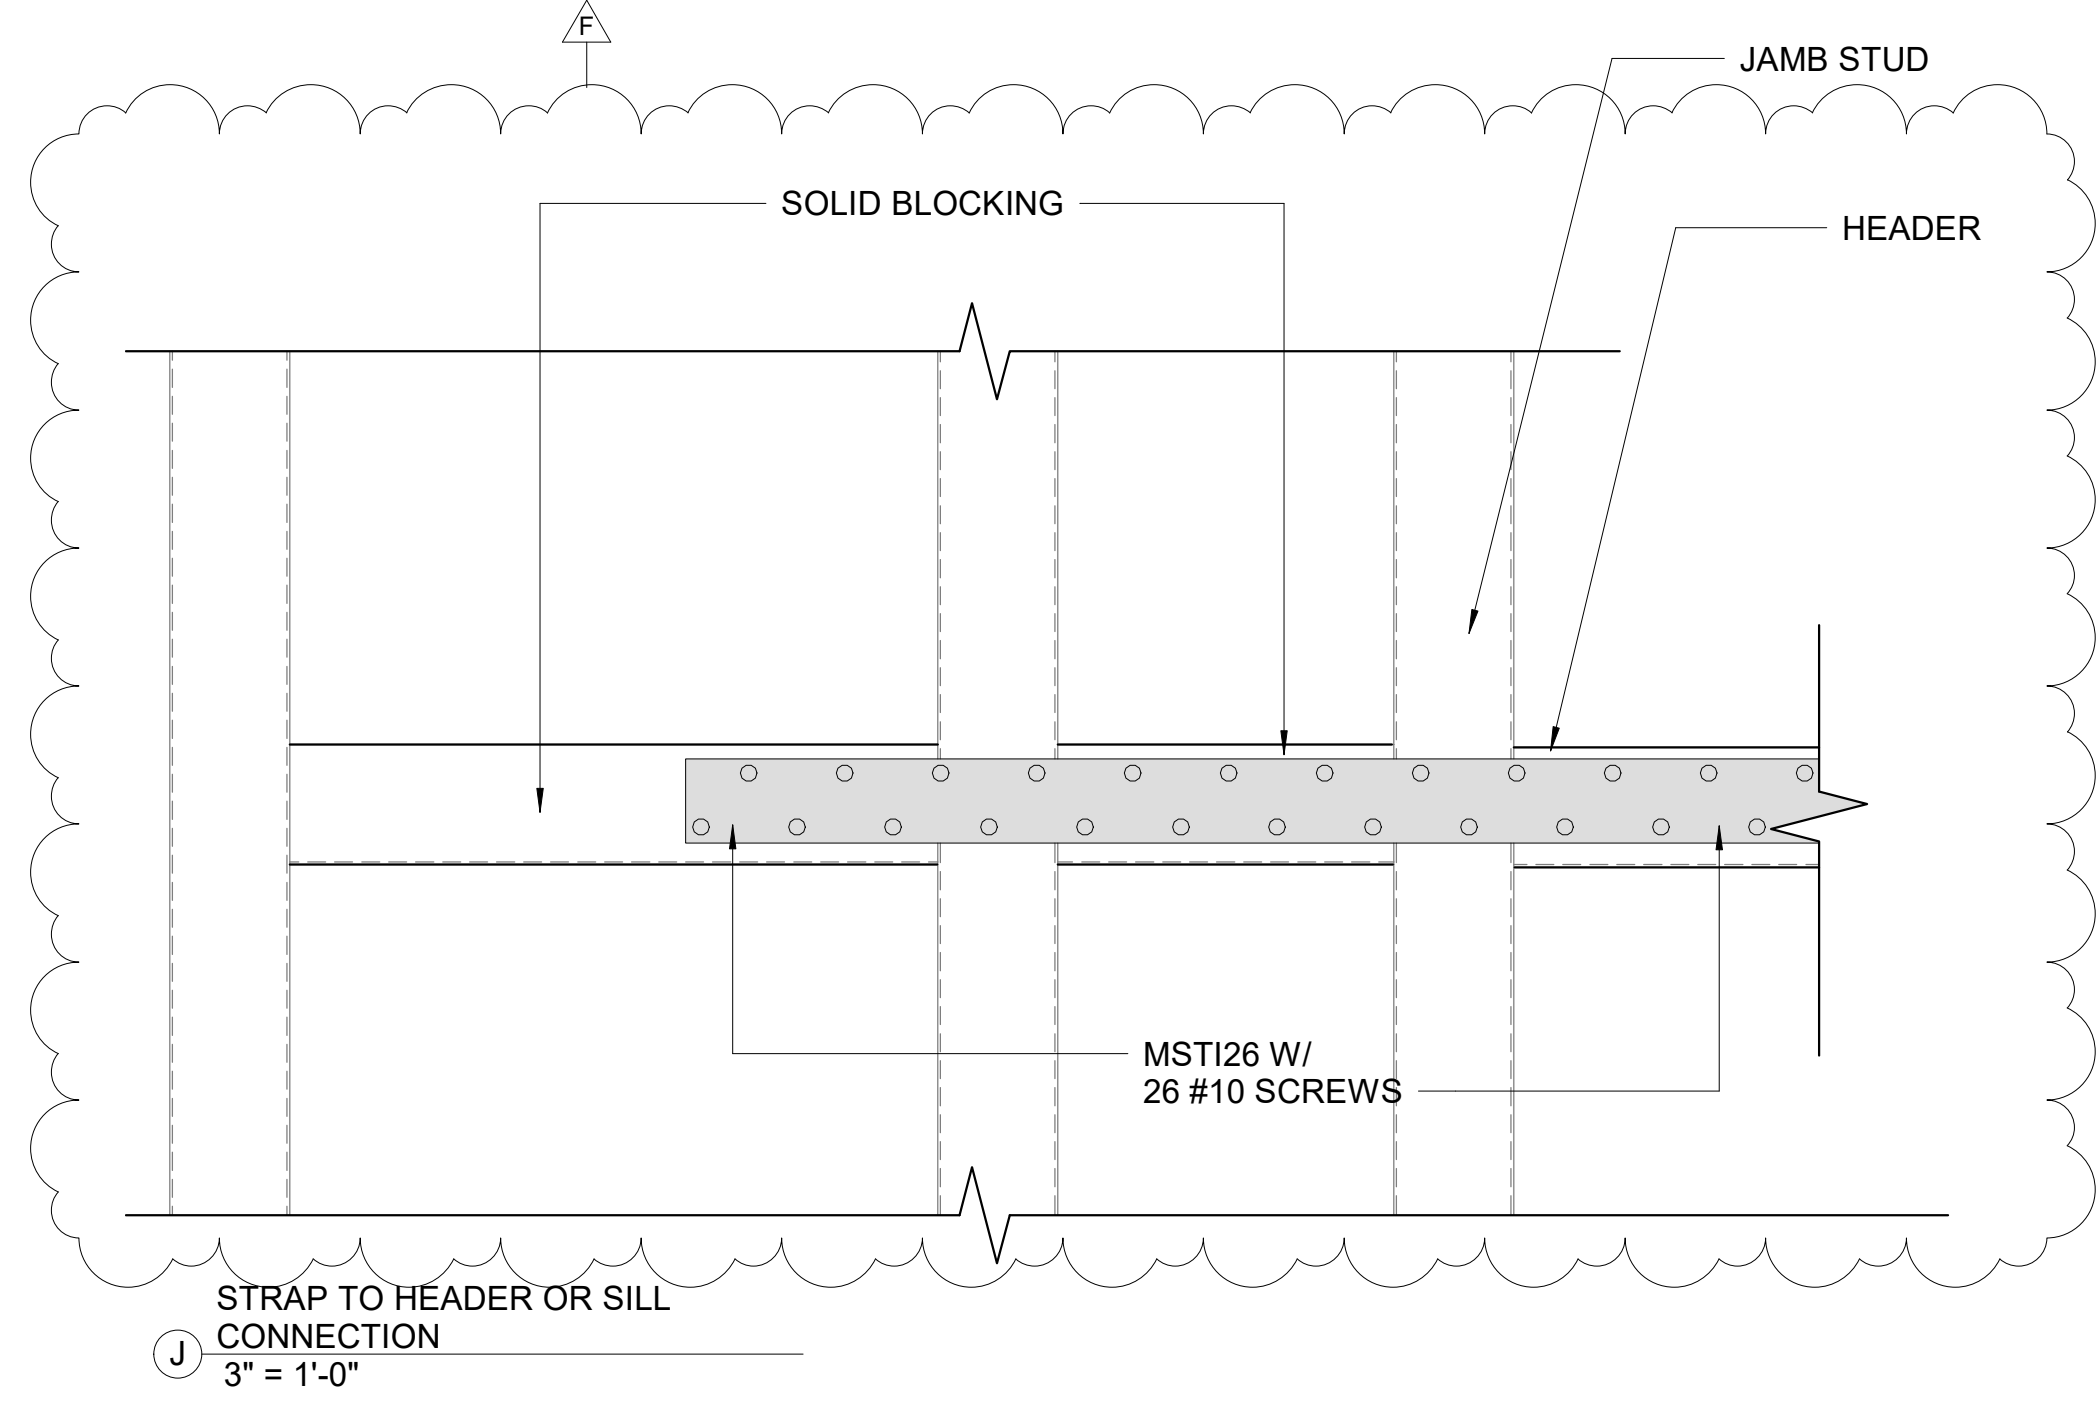 F
JAMB STUD
SOLID BLOCKING
HEADER
MSTI26 W/
26 #10 SCREWS
STRAP TO HEADER OR SILL
CONNECTION
J
3" = 1'-0"